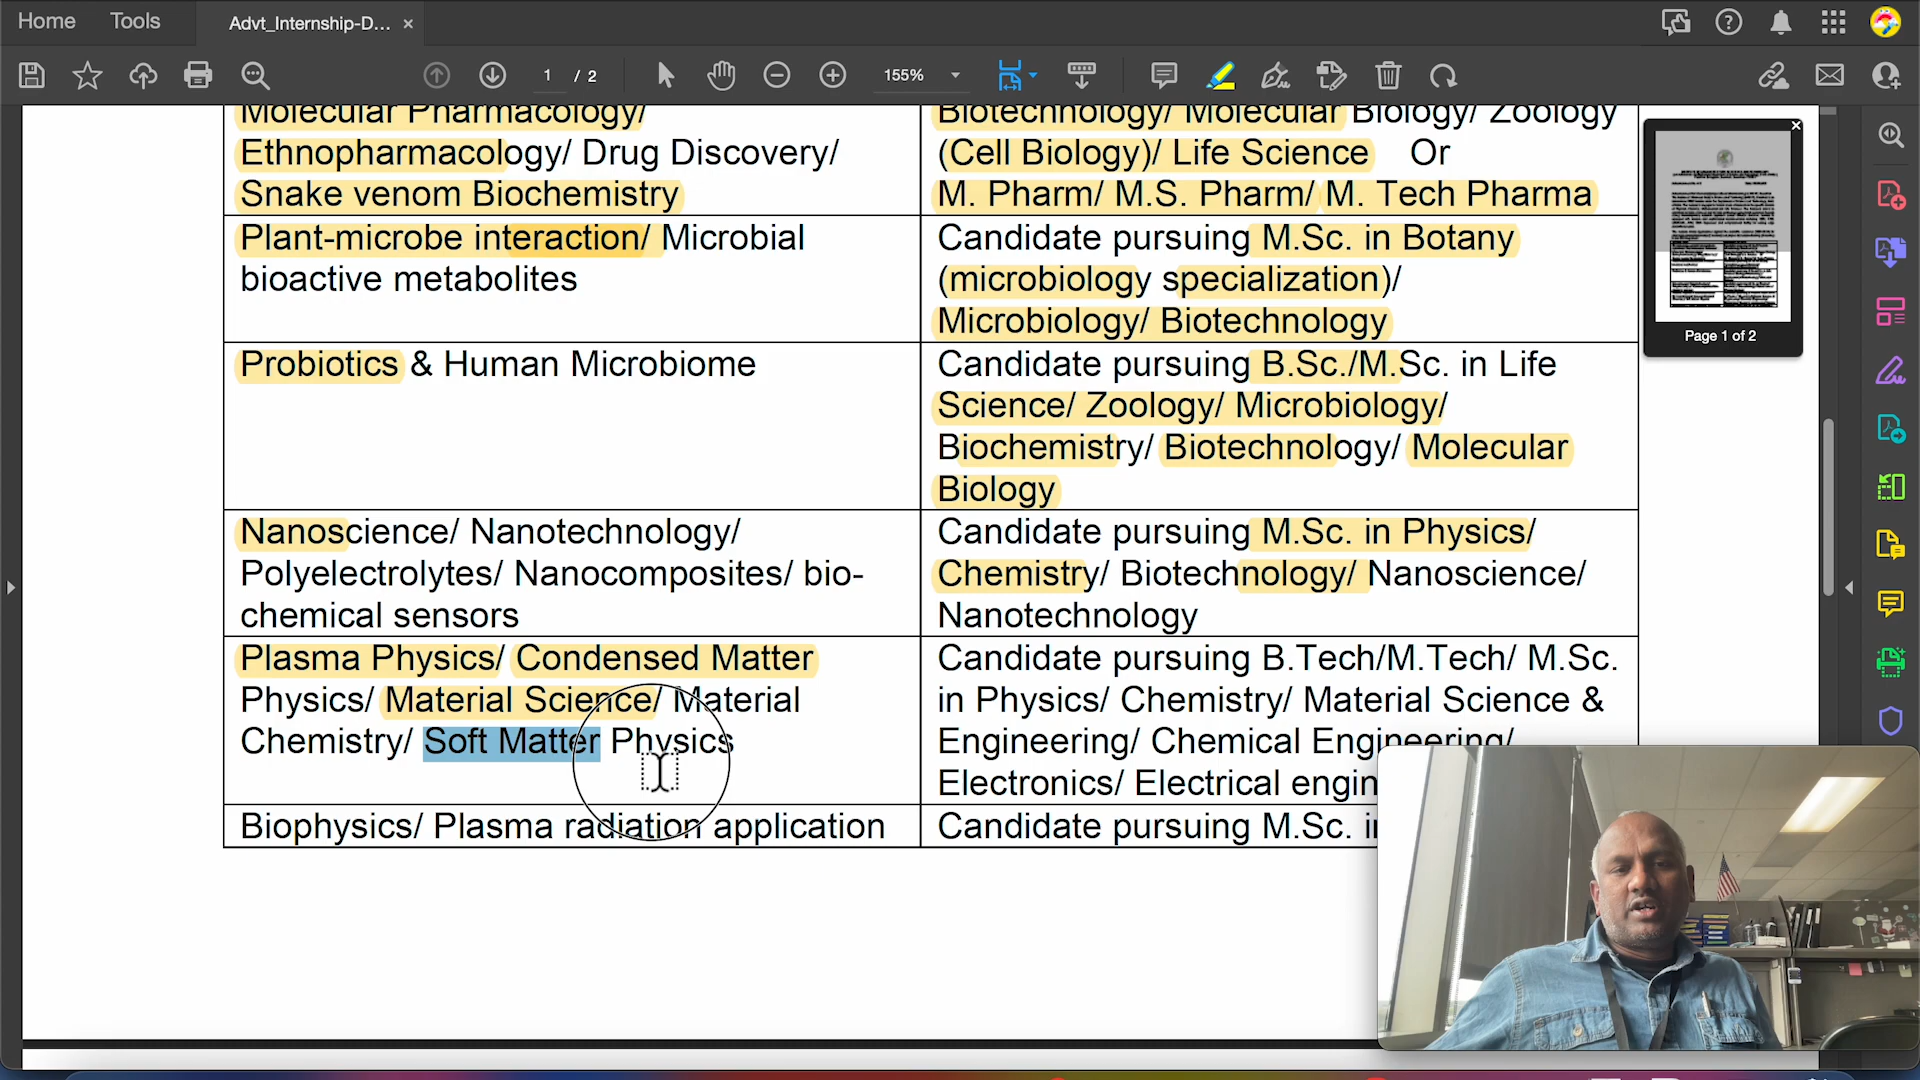 Home Tools Advt_Internship-D... ×
1 / 2 155%
Molecular Pharmacology/
Ethnopharmacology/ Drug Discovery/
Snake venom Biochemistry
Biotechnology/ Molecular Biology/ Zoology
(Cell Biology)/ Life Science Or
M. Pharm/ M.S. Pharm/ M. Tech Pharma
Plant-microbe interaction/ Microbial
bioactive metabolites
Candidate pursuing M.Sc. in Botany
(microbiology specialization)/
Microbiology/ Biotechnology
Probiotics & Human Microbiome
Candidate pursuing B.Sc./M.Sc. in Life
Science/ Zoology/ Microbiology/
Biochemistry/ Biotechnology/ Molecular
Biology
Nanoscience/ Nanotechnology/
Polyelectrolytes/ Nanocomposites/ bio-
chemical sensors
Candidate pursuing M.Sc. in Physics/
Chemistry/ Biotechnology/ Nanoscience/
Nanotechnology
Plasma Physics/ Condensed Matter
Physics/ Material Science/ Material
Chemistry/ Soft Matter Physics
Candidate pursuing B.Tech/M.Tech/ M.Sc.
in Physics/ Chemistry/ Material Science &
Engineering/ Chemical Engineering/
Electronics/ Electrical engin
Biophysics/ Plasma radiation application
Candidate pursuing M.Sc. i
Page 1 of 2